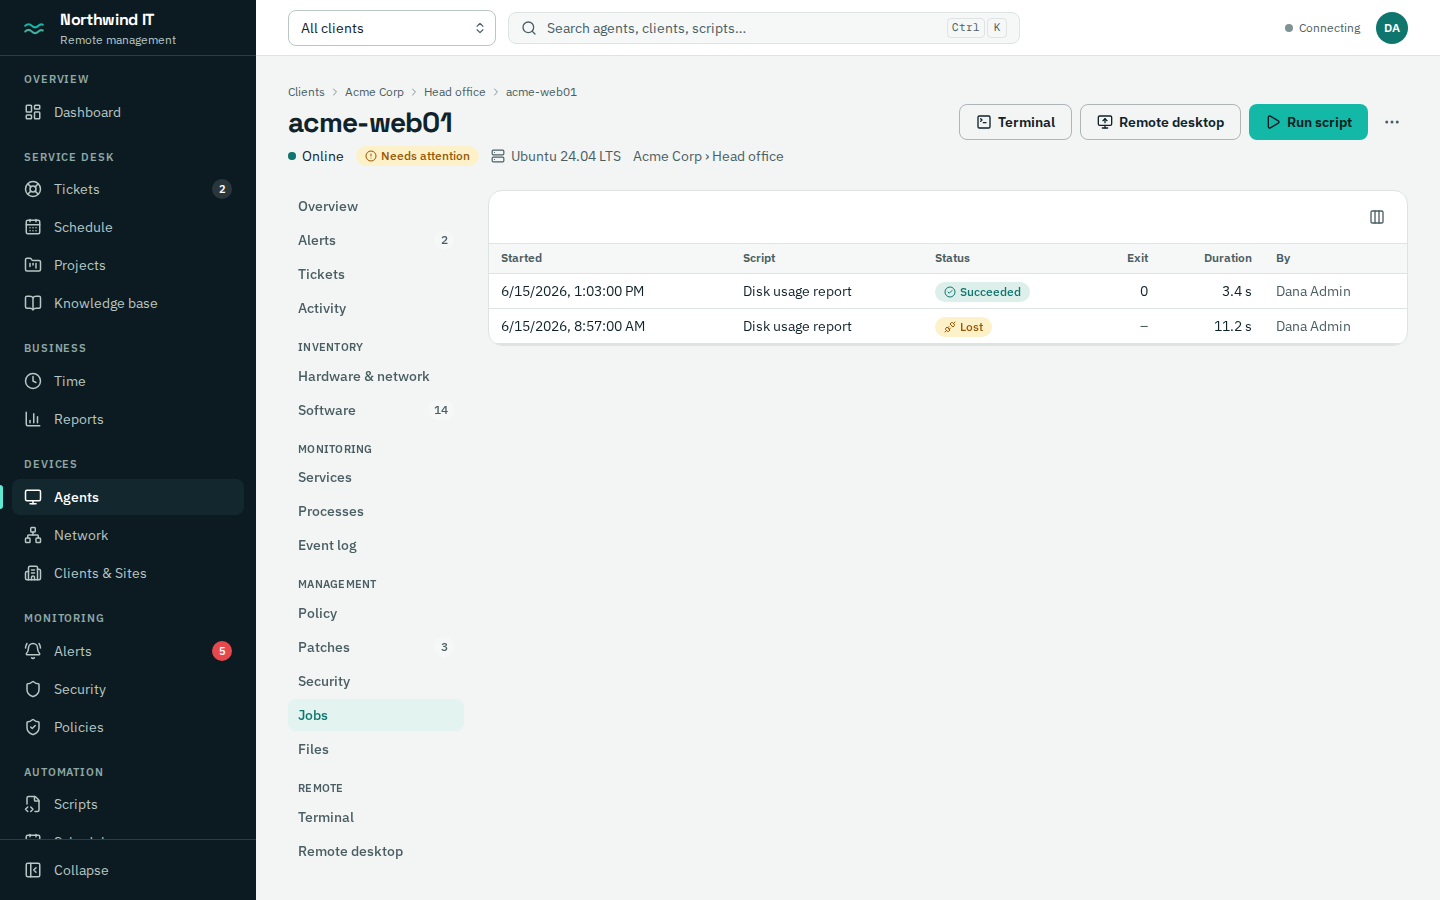 Northwind IT
Remote management
OVERVIEW
Dashboard
SERVICE DESK
Tickets 2
Schedule
Projects
Knowledge base
BUSINESS
Time
Reports
DEVICES
Agents
Network
Clients & Sites
MONITORING
Alerts 5
Security
Policies
AUTOMATION
Scripts
Collapse
All clients
Search agents, clients, scripts... Ctrl K
Connecting DA
Clients > Acme Corp > Head office > acme-web01
acme-web01
Terminal
Remote desktop
Run script
Online Needs attention Ubuntu 24.04 LTS Acme Corp › Head office
Overview
Alerts 2
Tickets
Activity
INVENTORY
Hardware & network
Software 14
MONITORING
Services
Processes
Event log
MANAGEMENT
Policy
Patches 3
Security
Jobs
Files
REMOTE
Terminal
Remote desktop
Started Script Status Exit Duration By
6/15/2026, 1:03:00 PM Disk usage report Succeeded 0 3.4 s Dana Admin
6/15/2026, 8:57:00 AM Disk usage report Lost – 11.2 s Dana Admin